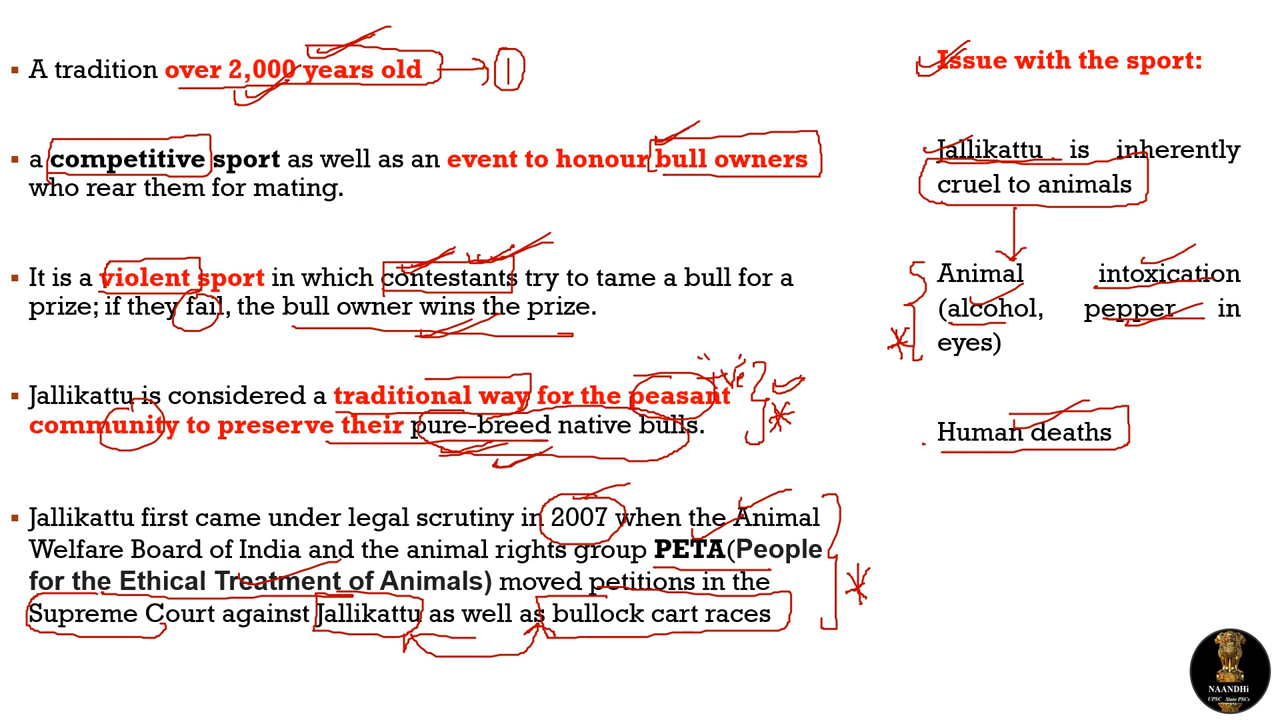 A tradition over 2,000 years old
1
a competitive sport as well as an event to honour bull owners
who rear them for mating.
It is a violent sport in which contestants try to tame a bull for a
prize; if they fail, the bull owner wins the prize.
"+ve"
Jallikattu is considered a traditional way for the peasant
community to preserve their pure-breed native bulls.
Jallikattu first came under legal scrutiny in 2007 when the Animal
Welfare Board of India and the animal rights group PETA(People
for the Ethical Treatment of Animals) moved petitions in the
Supreme Court against Jallikattu as well as bullock cart races
Issue with the sport:
Jallikattu is inherently
cruel to animals
Animal intoxication
(alcohol, pepper in
eyes)
Human deaths
NAANDHi
UPSC State PSCs